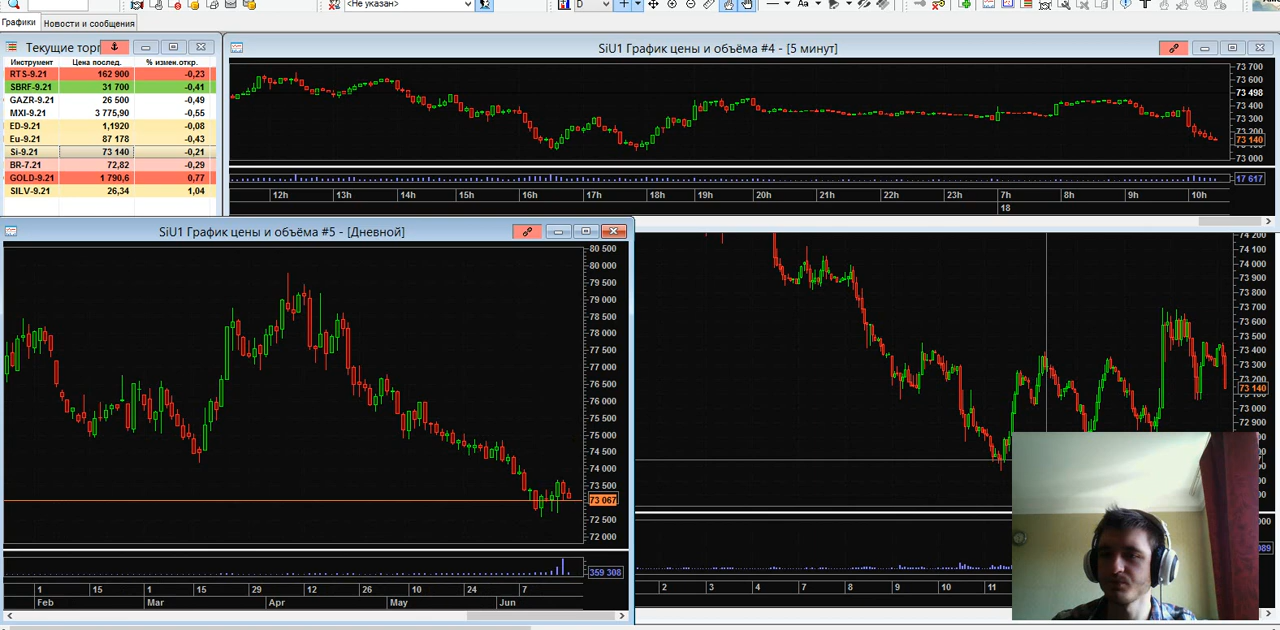 <Не указан>
D
Aa
T
Графики Новости и сообщения
Текущие торг
Инструмент Цена послед. % измен.откр.
RTS-9.21 162 900 -0,23
SBRF-9.21 31 700 -0,41
GAZR-9.21 26 500 -0,49
MXI-9.21 3 775,90 -0,55
ED-9.21 1,1920 -0,08
Eu-9.21 87 178 -0,43
Si-9.21 73 140 -0,21
BR-7.21 72,82 -0,29
GOLD-9.21 1 790,6 0,77
SILV-9.21 26,34 1,04
SiU1 График цены и объёма #4 - [5 минут]
73 700
73 600
73 498
73 400
73 300
73 200
73 140
73 000
17 617
12h 13h 14h 15h 16h 17h 18h 19h 20h 21h 22h 23h 7h 8h 9h 10h
18
SiU1 График цены и объёма #5 - [Дневной]
80 500
80 000
79 500
79 000
78 500
78 000
77 500
77 000
76 500
76 000
75 500
75 000
74 500
74 000
73 500
73 067
72 500
72 000
359 308
1 15 1 15 29 12 26 10 24 7
Feb Mar Apr May Jun
74 200
74 000
73 900
73 800
73 700
73 600
73 500
73 400
73 300
73 200
73 140
73 000
72 900
000
089
2 3 4 7 8 9 10 11